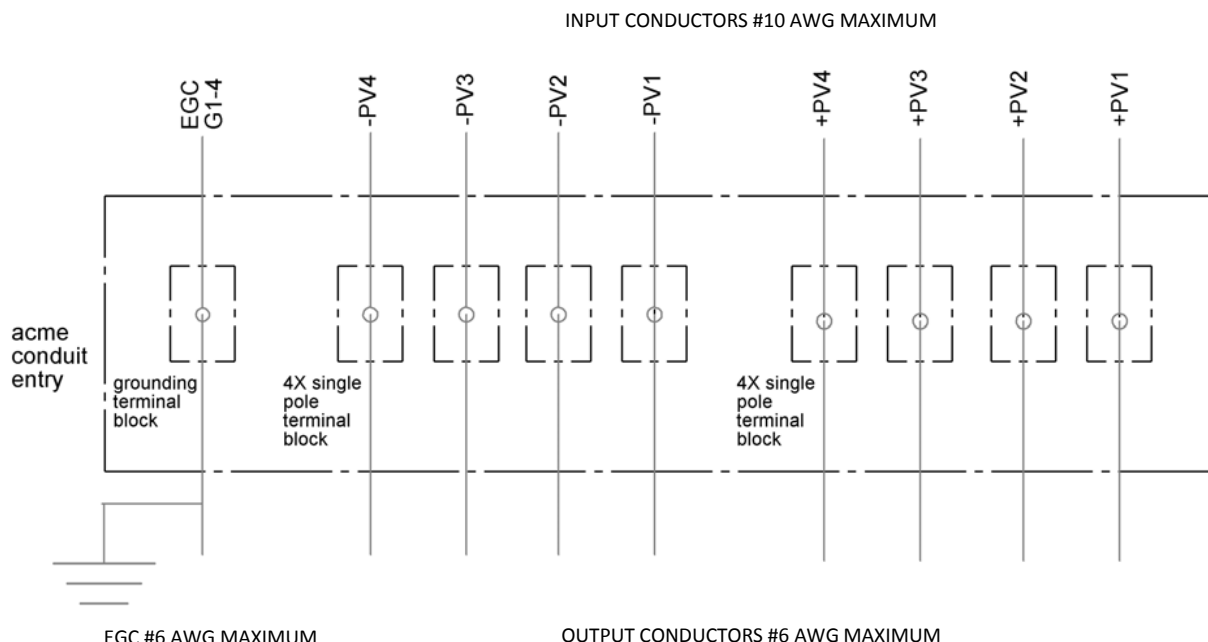 INPUT CONDUCTORS #10 AWG MAXIMUM
EGC
G1-4
-PV4
-PV3
-PV2
-PV1
+PV4
+PV3
+PV2
+PV1
acme
conduit
entry
grounding
terminal
block
4X single
pole
terminal
block
4X single
pole
terminal
block
EGC #6 AWG MAXIMUM
OUTPUT CONDUCTORS #6 AWG MAXIMUM